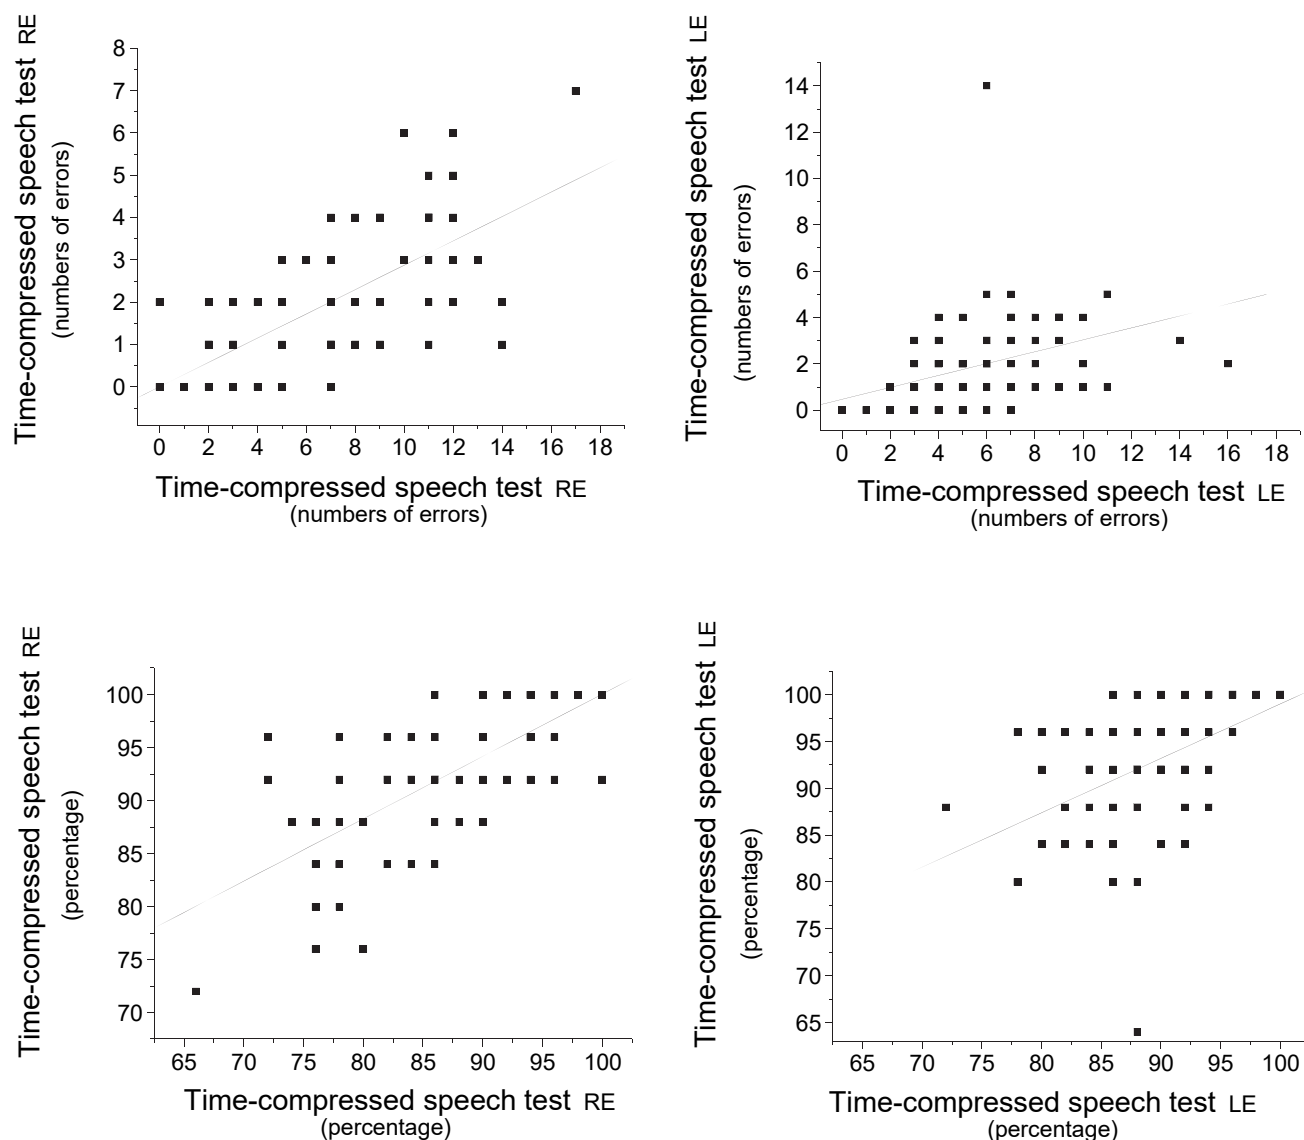 Time-compressed speech test RE
(numbers of errors)
8
7
6
5
4
3
2
1
0
0 2 4 6 8 10 12 14 16 18
Time-compressed speech test RE
(numbers of errors)
Time-compressed speech test LE
(numbers of errors)
14
12
10
8
6
4
2
0
0 2 4 6 8 10 12 14 16 18
Time-compressed speech test LE
(numbers of errors)
Time-compressed speech test RE
(percentage)
100
95
90
85
80
75
70
65 70 75 80 85 90 95 100
Time-compressed speech test RE
(percentage)
Time-compressed speech test LE
(percentage)
100
95
90
85
80
75
70
65
65 70 75 80 85 90 95 100
Time-compressed speech test LE
(percentage)